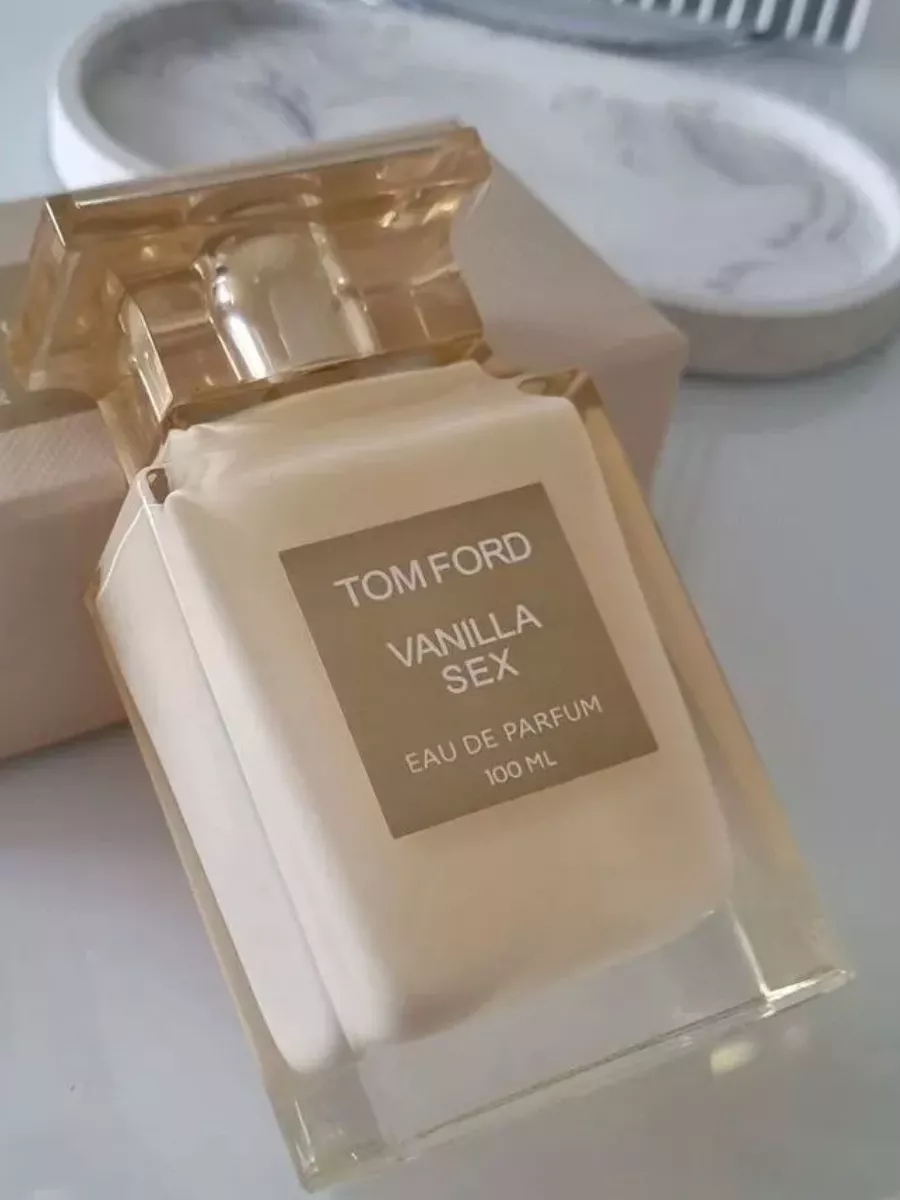 TOM FORD
VANILLA
SEX
EAU DE PARFUM
100 ML